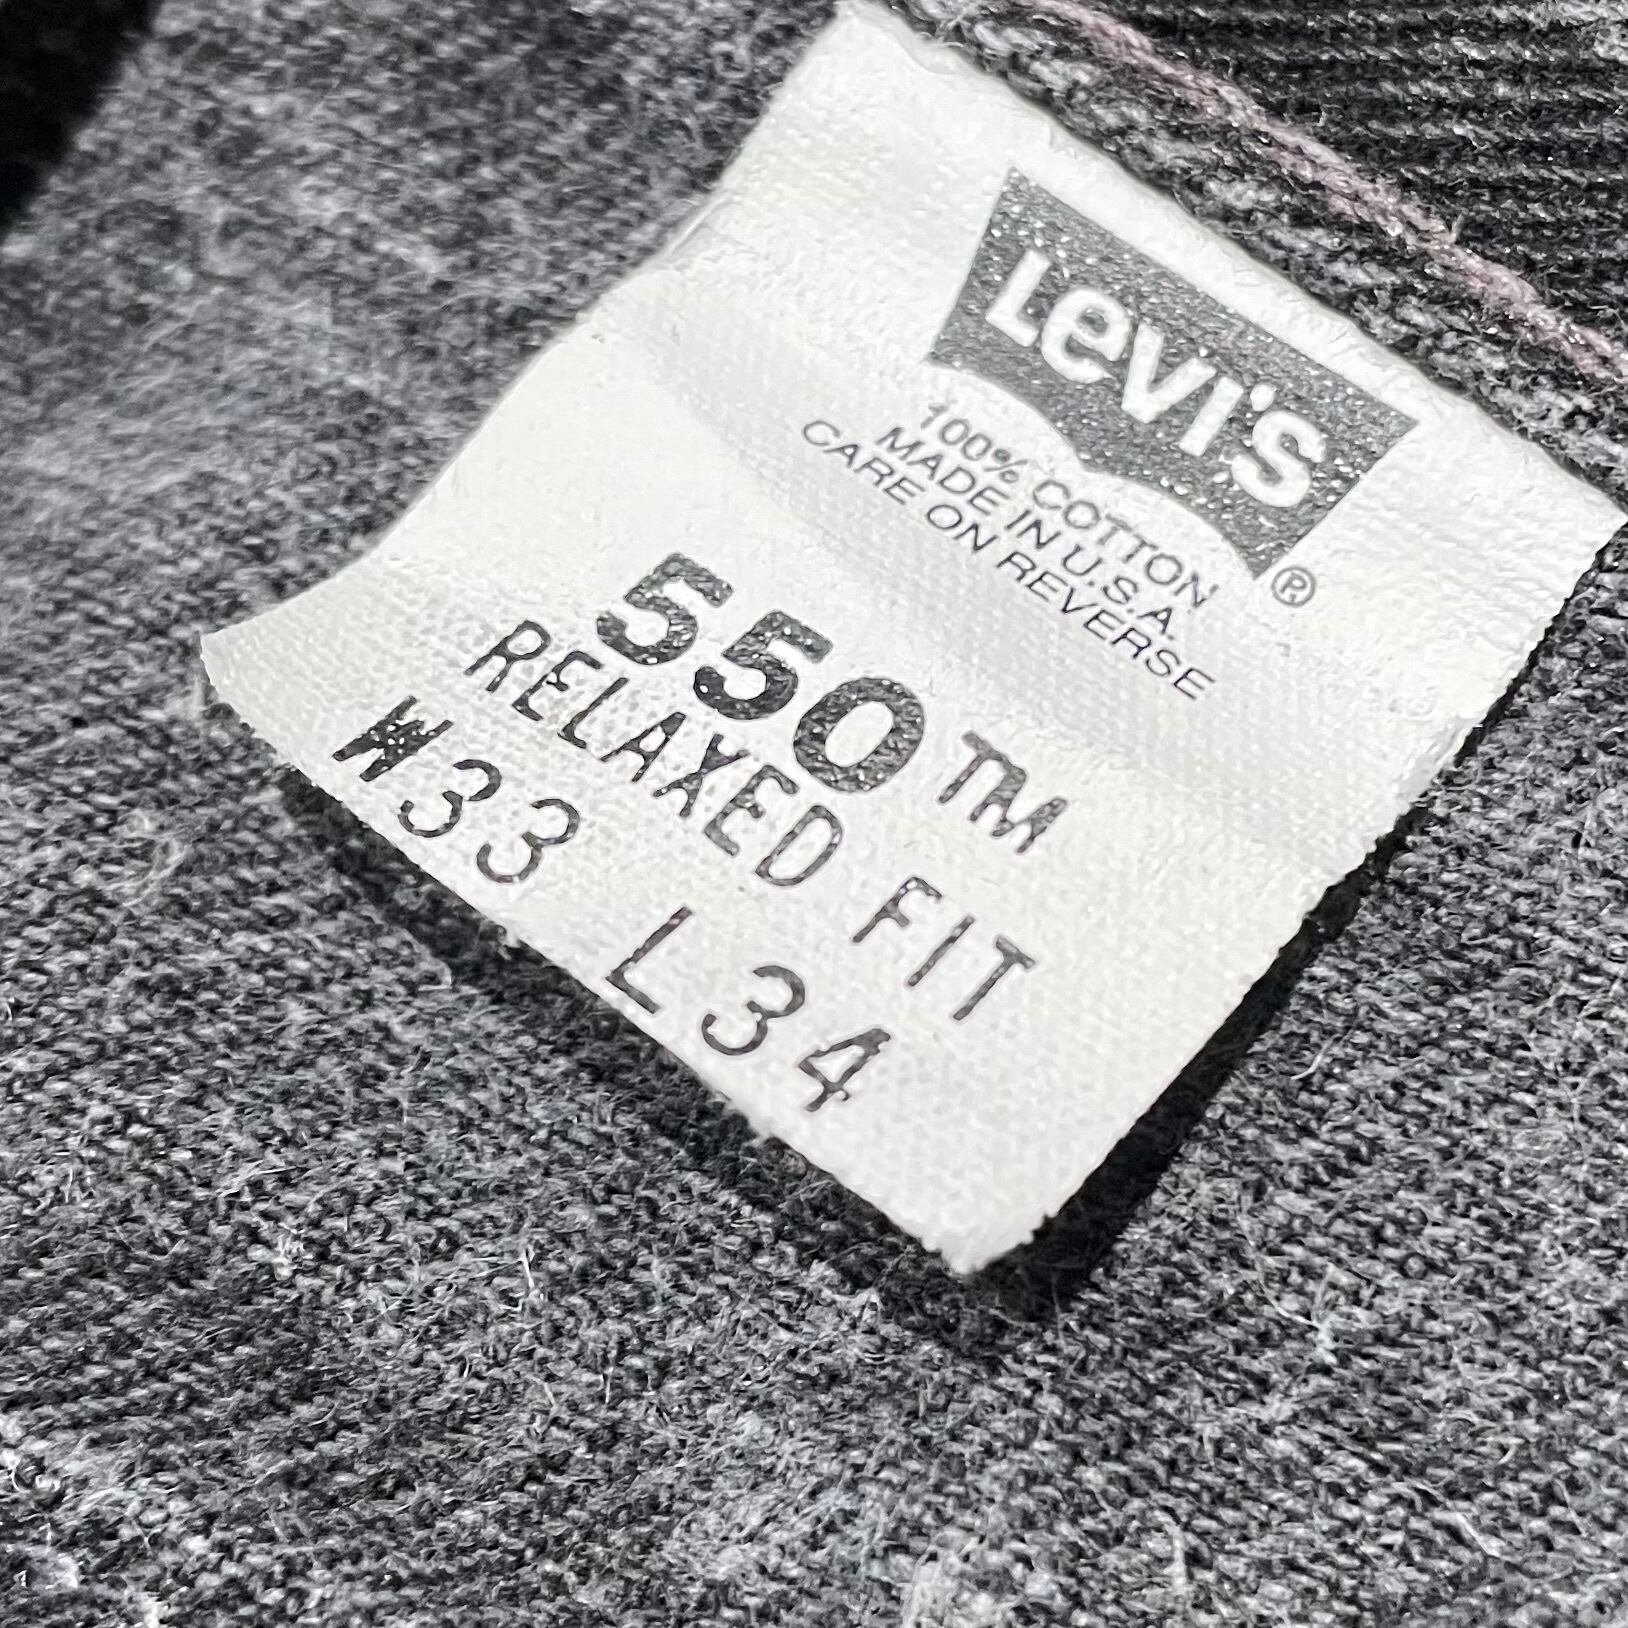 Levi's
®
100% COTTON
MADE IN U.S.A.
CARE ON REVERSE
550™
RELAXED FIT
W33 L34